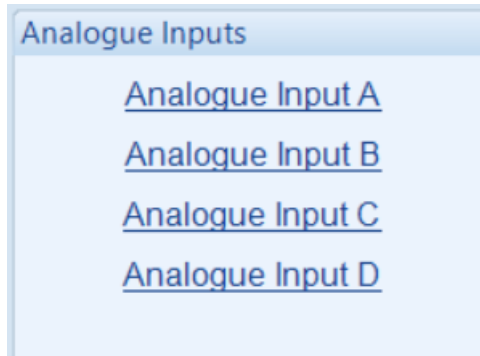 Analogue Inputs
Analogue Input A
Analogue Input B
Analogue Input C
Analogue Input D